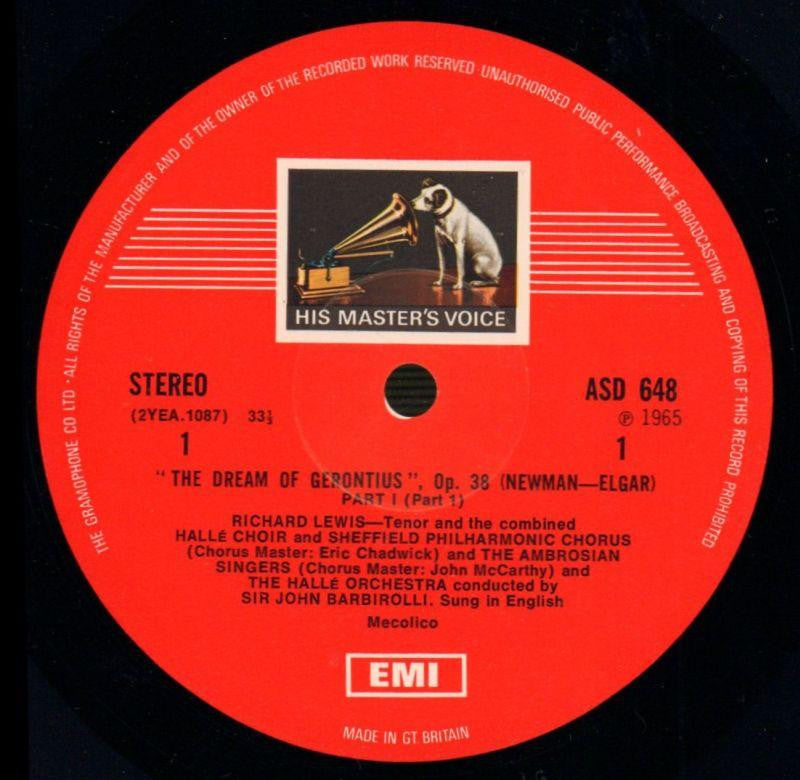 THE GRAMOPHONE CO LTD · ALL RIGHTS OF THE MANUFACTURER AND OF THE OWNER OF THE RECORDED WORK RESERVED UNAUTHORISED PUBLIC PERFORMANCE BROADCASTING AND COPYING OF THIS RECORD PROHIBITED
HIS MASTER'S VOICE
STEREO
(2YEA.1087) 33⅓
1
ASD 648
℗ 1965
1
"THE DREAM OF GERONTIUS", Op. 38 (NEWMAN—ELGAR)
PART I (Part 1)
RICHARD LEWIS—Tenor and the combined
HALLé CHOIR and SHEFFIELD PHILHARMONIC CHORUS
(Chorus Master: Eric Chadwick) and THE AMBROSIAN
SINGERS (Chorus Master: John McCarthy) and
THE HALLé ORCHESTRA conducted by
SIR JOHN BARBIROLLI. Sung in English
Mecolico
EMI
MADE IN GT. BRITAIN